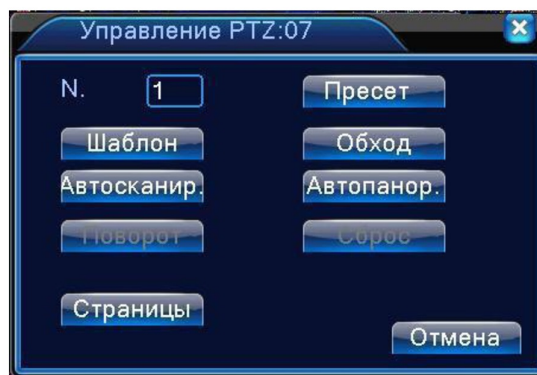 Управление PTZ:07
N. 1 Пресет
Шаблон Обход
Автосканир. Автопанор.
Поворот Сброс
Страницы
Отмена